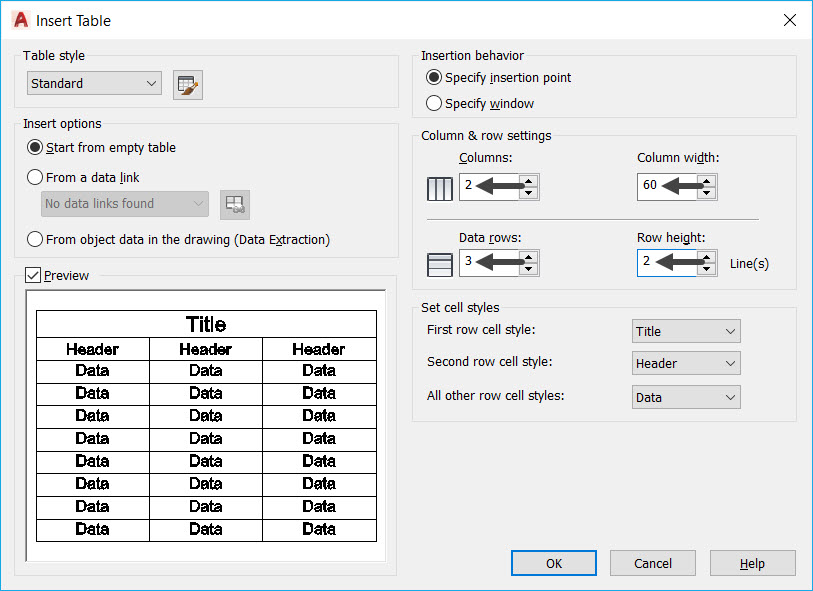 Insert Table
Table style
Standard
Insert options
Start from empty table
From a data link
No data links found
From object data in the drawing (Data Extraction)
Preview
Title
Header Header Header
Data Data Data
Data Data Data
Data Data Data
Data Data Data
Data Data Data
Data Data Data
Data Data Data
Data Data Data
Insertion behavior
Specify insertion point
Specify window
Column & row settings
Columns: Column width:
2 60
Data rows: Row height:
3 2 Line(s)
Set cell styles
First row cell style: Title
Second row cell style: Header
All other row cell styles: Data
OK Cancel Help